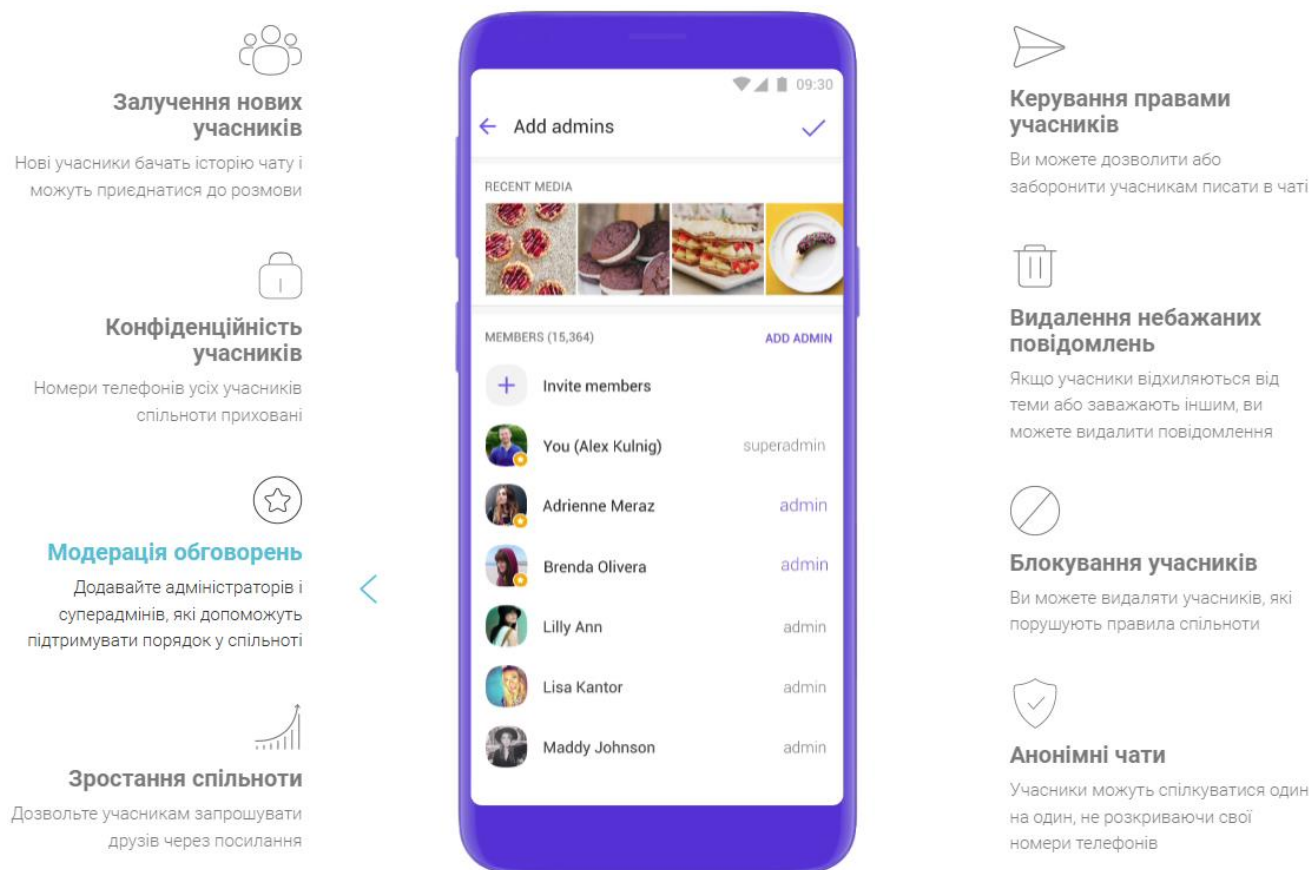 Залучення нових
учасників
Нові учасники бачать історію чату і
можуть приєднатися до розмови
Конфіденційність
учасників
Номери телефонів усіх учасників
спільноти приховані
Модерація обговорень
Додавайте адміністраторів і
суперадмінів, які допоможуть
підтримувати порядок у спільноті
Зростання спільноти
Дозвольте учасникам запрошувати
друзів через посилання
09:30
Add admins
RECENT MEDIA
MEMBERS (15,364) ADD ADMIN
Invite members
You (Alex Kulnig) superadmin
Adrienne Meraz admin
Brenda Olivera admin
Lilly Ann admin
Lisa Kantor admin
Maddy Johnson admin
Керування правами
учасників
Ви можете дозволити або
заборонити учасникам писати в чаті
Видалення небажаних
повідомлень
Якщо учасники відхиляються від
теми або заважають іншим, ви
можете видалити повідомлення
Блокування учасників
Ви можете видаляти учасників, які
порушують правила спільноти
Анонімні чати
Учасники можуть спілкуватися один
на один, не розкриваючи свої
номери телефонів